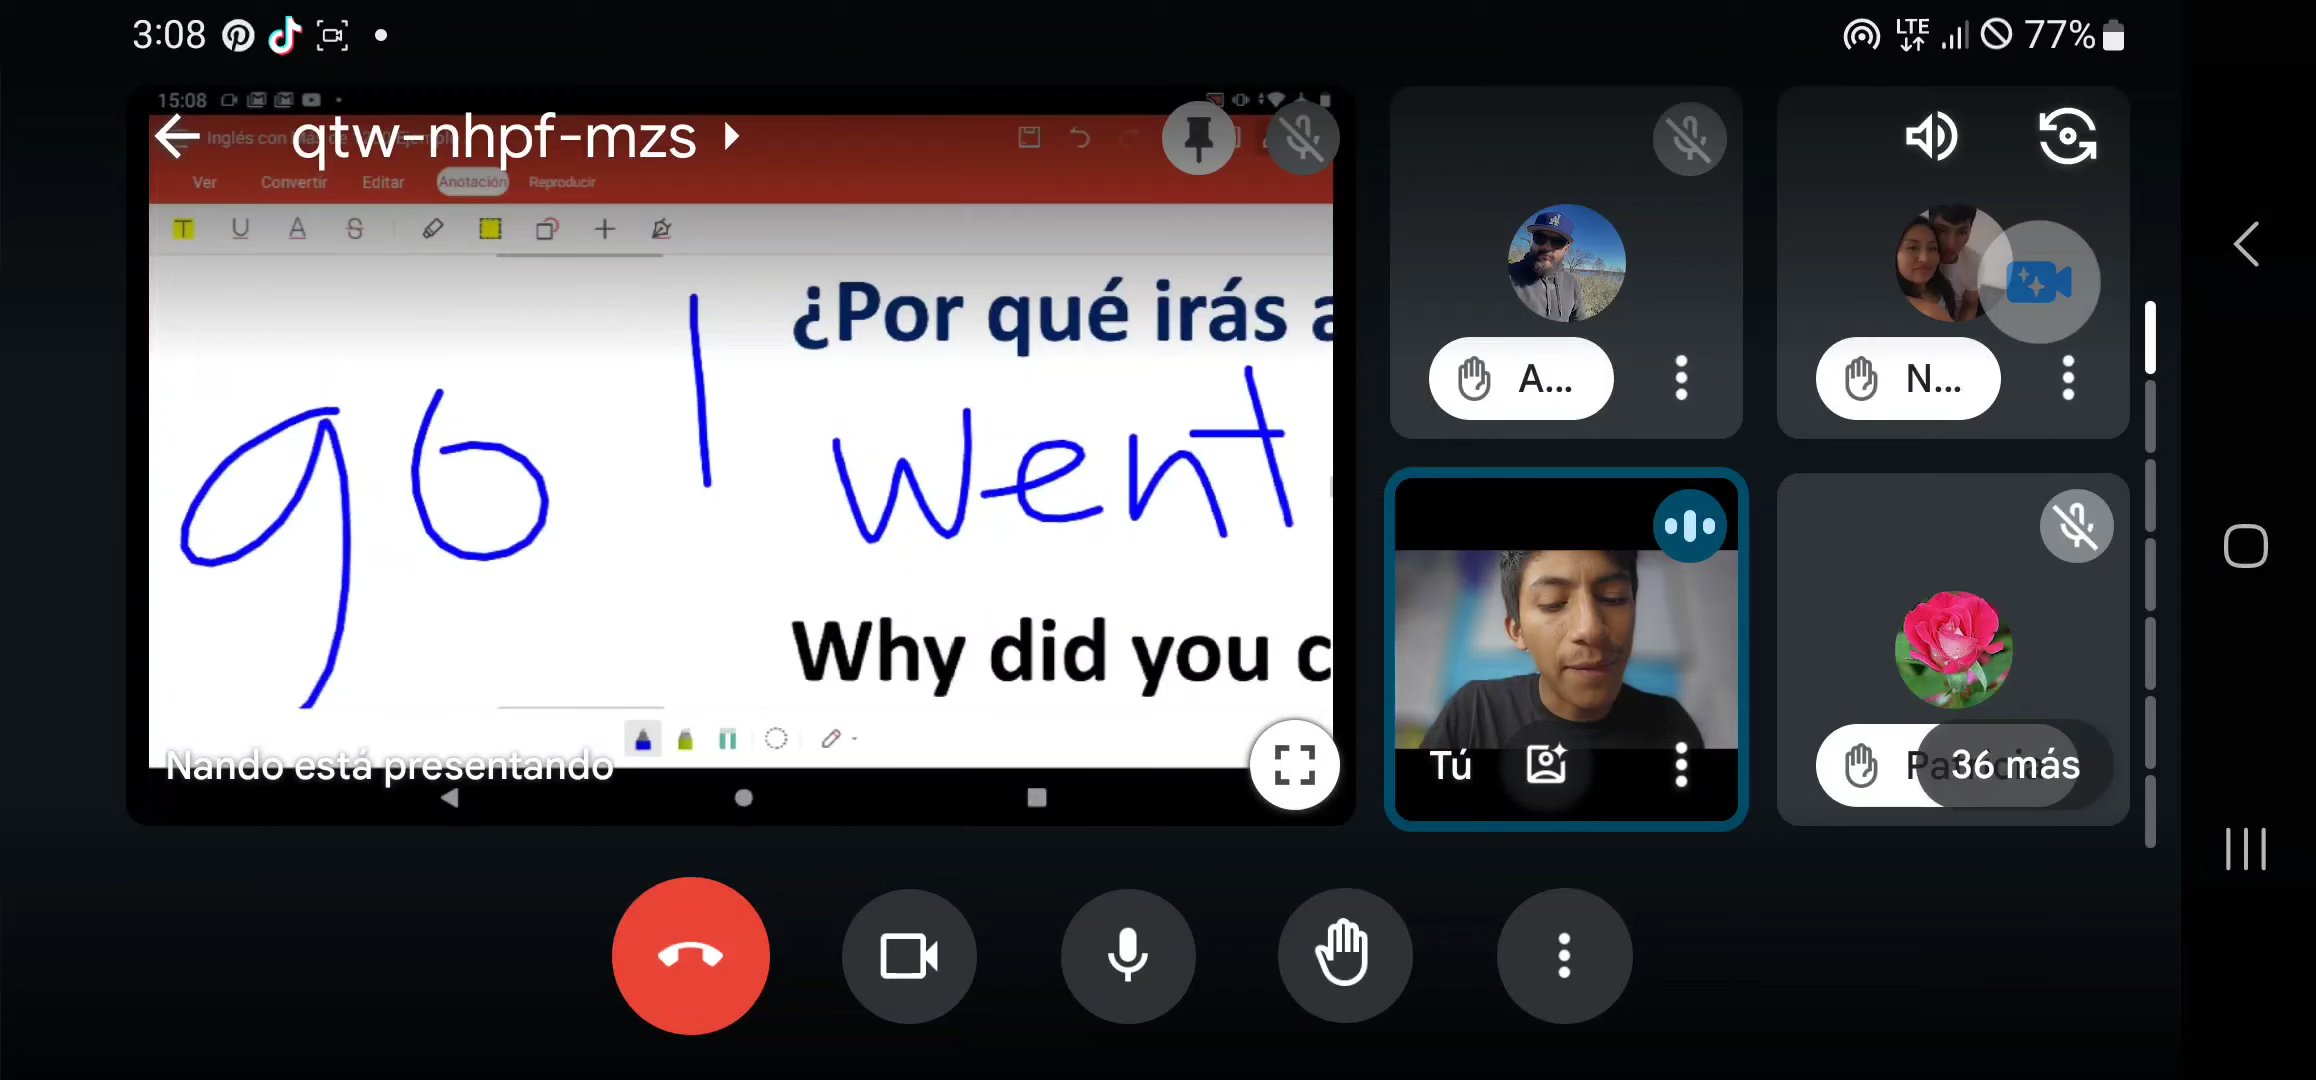 3:08
LTE
77%
15:08
qtw-nhpf-mzs
Inglés con
Ver Convertir Editar Anotación Reproducir
T U A S
¿Por qué irás a
go | went
Why did you c
Nando está presentando
A...
N...
Tú
36 más